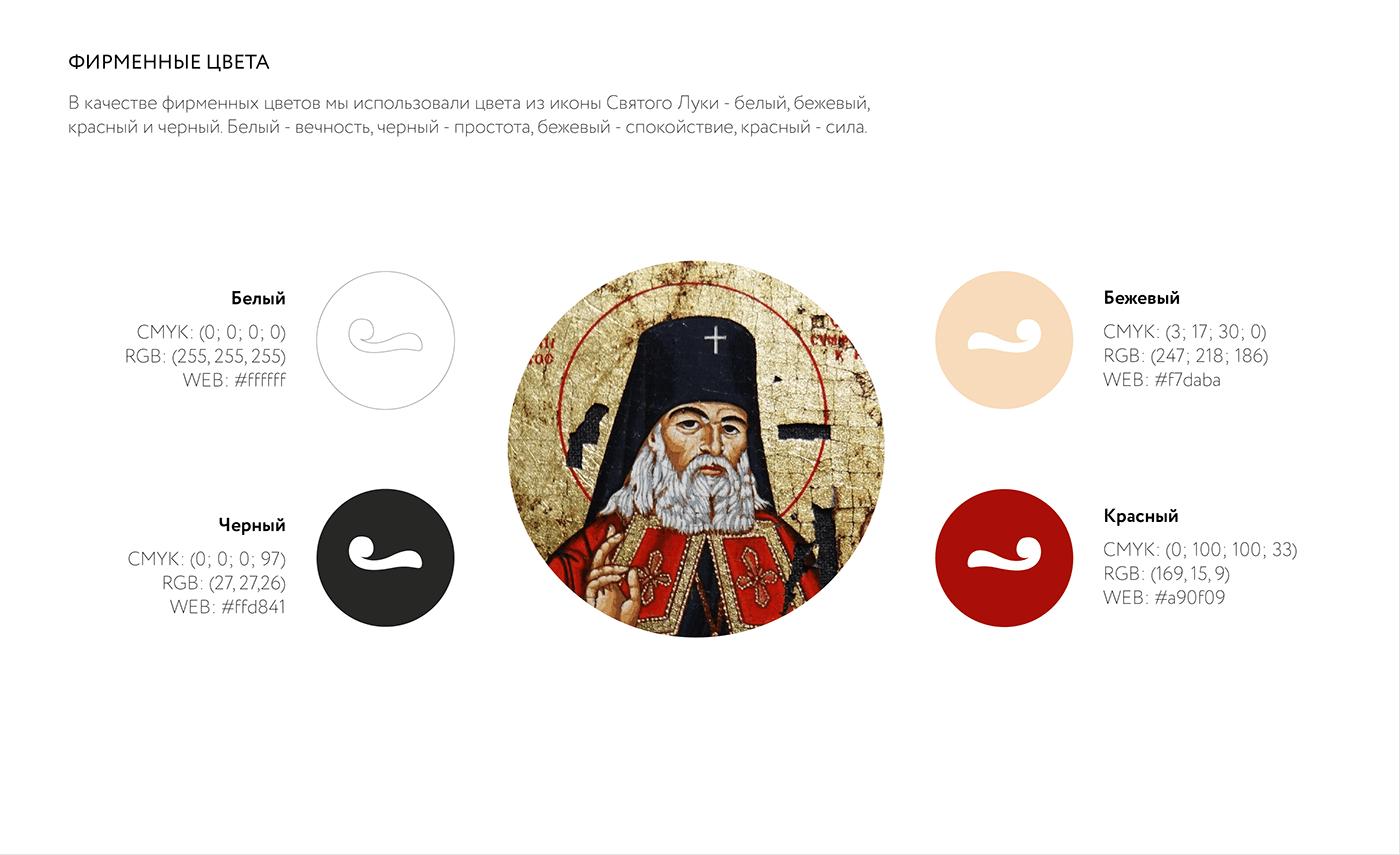 ФИРМЕННЫЕ ЦВЕТА
В качестве фирменных цветов мы использовали цвета из иконы Святого Луки - белый, бежевый,
красный и черный. Белый - вечность, черный - простота, бежевый - спокойствие, красный - сила.
Белый
CMYK: (0; 0; 0; 0)
RGB: (255, 255, 255)
WEB: #ffffff
Черный
CMYK: (0; 0; 0; 97)
RGB: (27, 27,26)
WEB: #ffd841
Бежевый
CMYK: (3; 17; 30; 0)
RGB: (247; 218; 186)
WEB: #f7daba
Красный
CMYK: (0; 100; 100; 33)
RGB: (169, 15, 9)
WEB: #a90f09